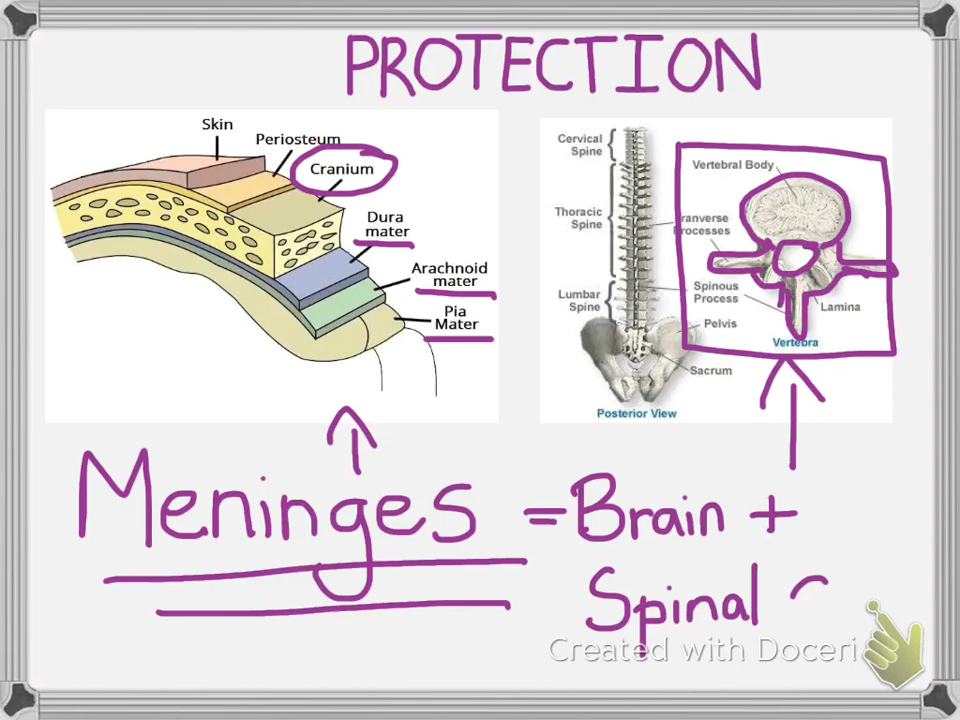 PROTECTION
Skin
Periosteum
Cranium
Dura
mater
Arachnoid
mater
Pia
Mater
Cervical
Spine
Thoracic
Spine
Lumbar
Spine
Pelvis
Sacrum
Posterior View
Vertebral Body
Processes
Spinous
Process
Lamina
Vertebra
Meninges = Brain +
Spinal
Created with Doceri